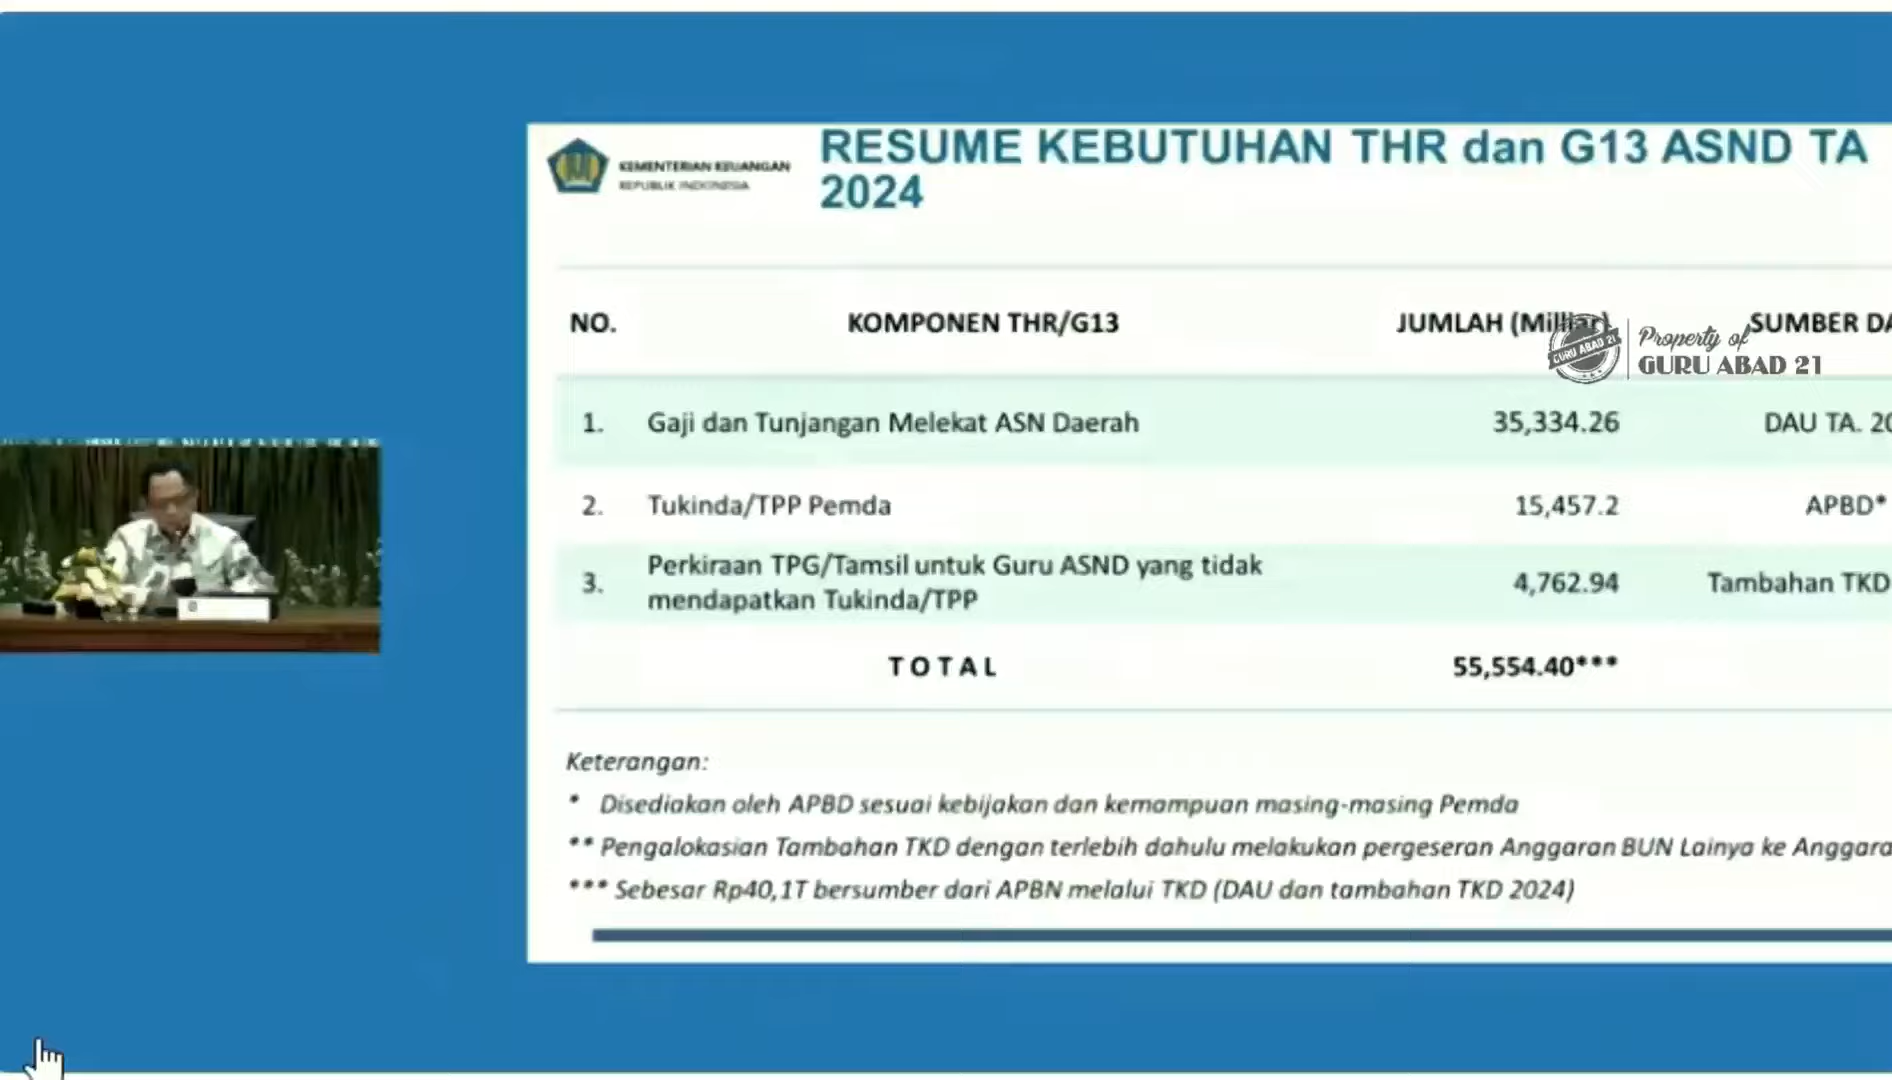 KEMENTERIAN KEUANGAN
REPUBLIK INDONESIA
RESUME KEBUTUHAN THR dan G13 ASND TA
2024
NO. KOMPONEN THR/G13 JUMLAH (Milliar) SUMBER DA
GURU ABAD 21
Property of
GURU ABAD 21
1. Gaji dan Tunjangan Melekat ASN Daerah 35,334.26 DAU TA. 20
2. Tukinda/TPP Pemda 15,457.2 APBD*
3. Perkiraan TPG/Tamsil untuk Guru ASND yang tidak
mendapatkan Tukinda/TPP 4,762.94 Tambahan TKD
T O T A L 55,554.40***
Keterangan:
* Disediakan oleh APBD sesuai kebijakan dan kemampuan masing-masing Pemda
** Pengalokasian Tambahan TKD dengan terlebih dahulu melakukan pergeseran Anggaran BUN Lainya ke Anggara
*** Sebesar Rp40,1T bersumber dari APBN melalui TKD (DAU dan tambahan TKD 2024)